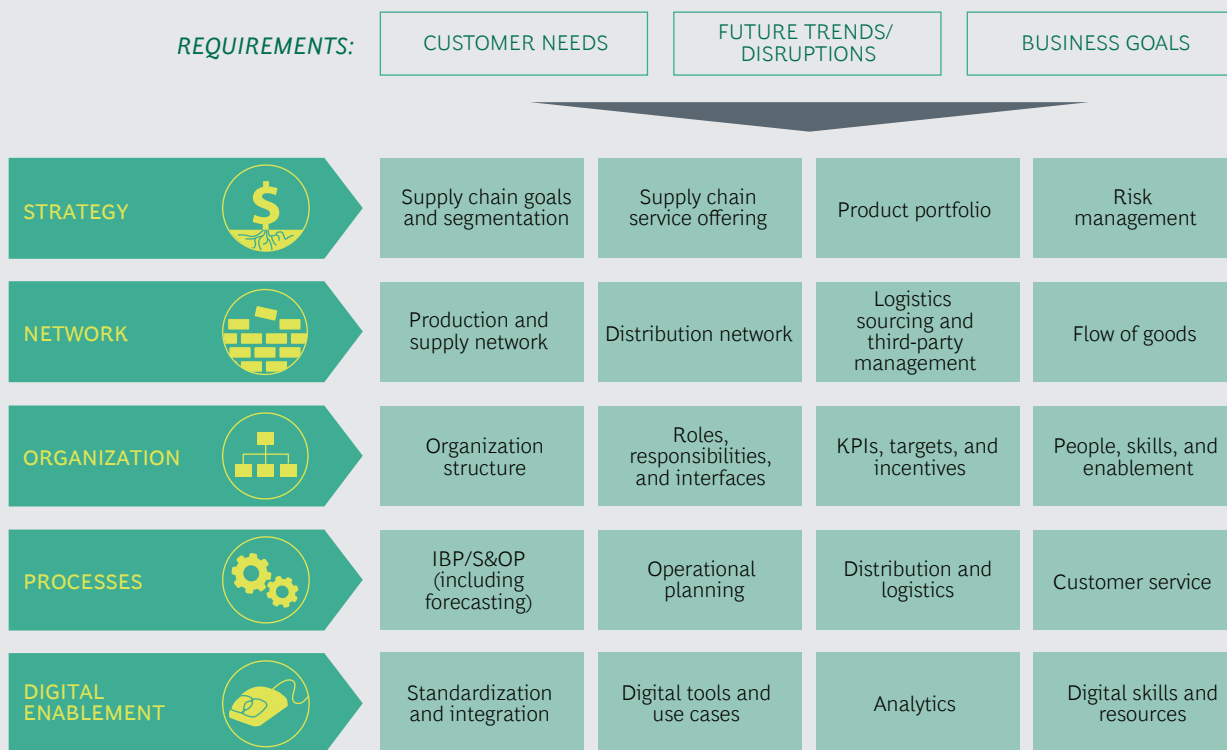 REQUIREMENTS:
CUSTOMER NEEDS
FUTURE TRENDS/
DISRUPTIONS
BUSINESS GOALS
STRATEGY
Supply chain goals
and segmentation
Supply chain
service offering
Product portfolio
Risk
management
NETWORK
Production and
supply network
Distribution network
Logistics
sourcing and
third-party
management
Flow of goods
ORGANIZATION
Organization
structure
Roles,
responsibilities,
and interfaces
KPIs, targets, and
incentives
People, skills, and
enablement
PROCESSES
IBP/S&OP
(including
forecasting)
Operational
planning
Distribution and
logistics
Customer service
DIGITAL
ENABLEMENT
Standardization
and integration
Digital tools and
use cases
Analytics
Digital skills and
resources